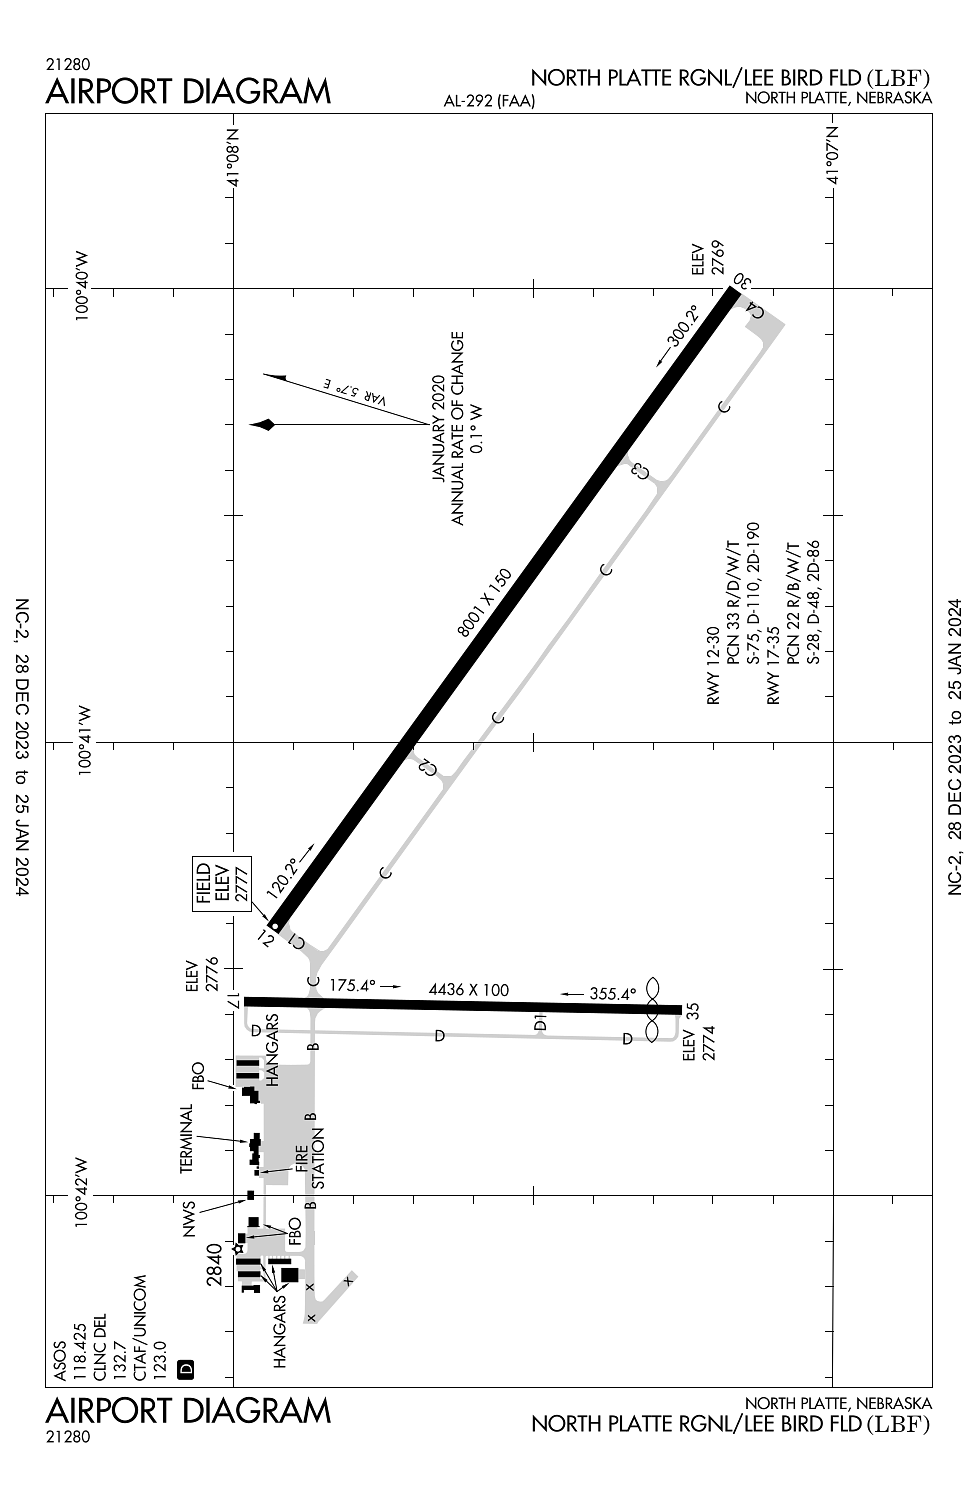 21280
AIRPORT DIAGRAM
AL-292 (FAA)
NORTH PLATTE RGNL/LEE BIRD FLD (LBF)
NORTH PLATTE, NEBRASKA
41°08'N
41°07'N
100°40'W
100°41'W
100°42'W
ELEV
2769
30
C4
300.2°
VAR 5.7° E
JANUARY 2020
ANNUAL RATE OF CHANGE
0.1° W
C
C3
C
8001 X 150
RWY 12-30
PCN 33 R/D/W/T
S-75, D-110, 2D-190
RWY 17-35
PCN 22 R/B/W/T
S-28, D-48, 2D-86
C
C2
C
120.2°
FIELD
ELEV
2777
12
C1
C
ELEV
2776
17
175.4°
4436 X 100
355.4°
35
ELEV
2774
D
D
D1
D
HANGARS
FBO
B
B
B
TERMINAL
FIRE
STATION
NWS
FBO
2840
HANGARS
X
X
X
ASOS
118.425
CLNC DEL
132.7
CTAF/UNICOM
123.0
D
NC-2, 28 DEC 2023 to 25 JAN 2024
NC-2, 28 DEC 2023 to 25 JAN 2024
AIRPORT DIAGRAM
21280
NORTH PLATTE, NEBRASKA
NORTH PLATTE RGNL/LEE BIRD FLD (LBF)